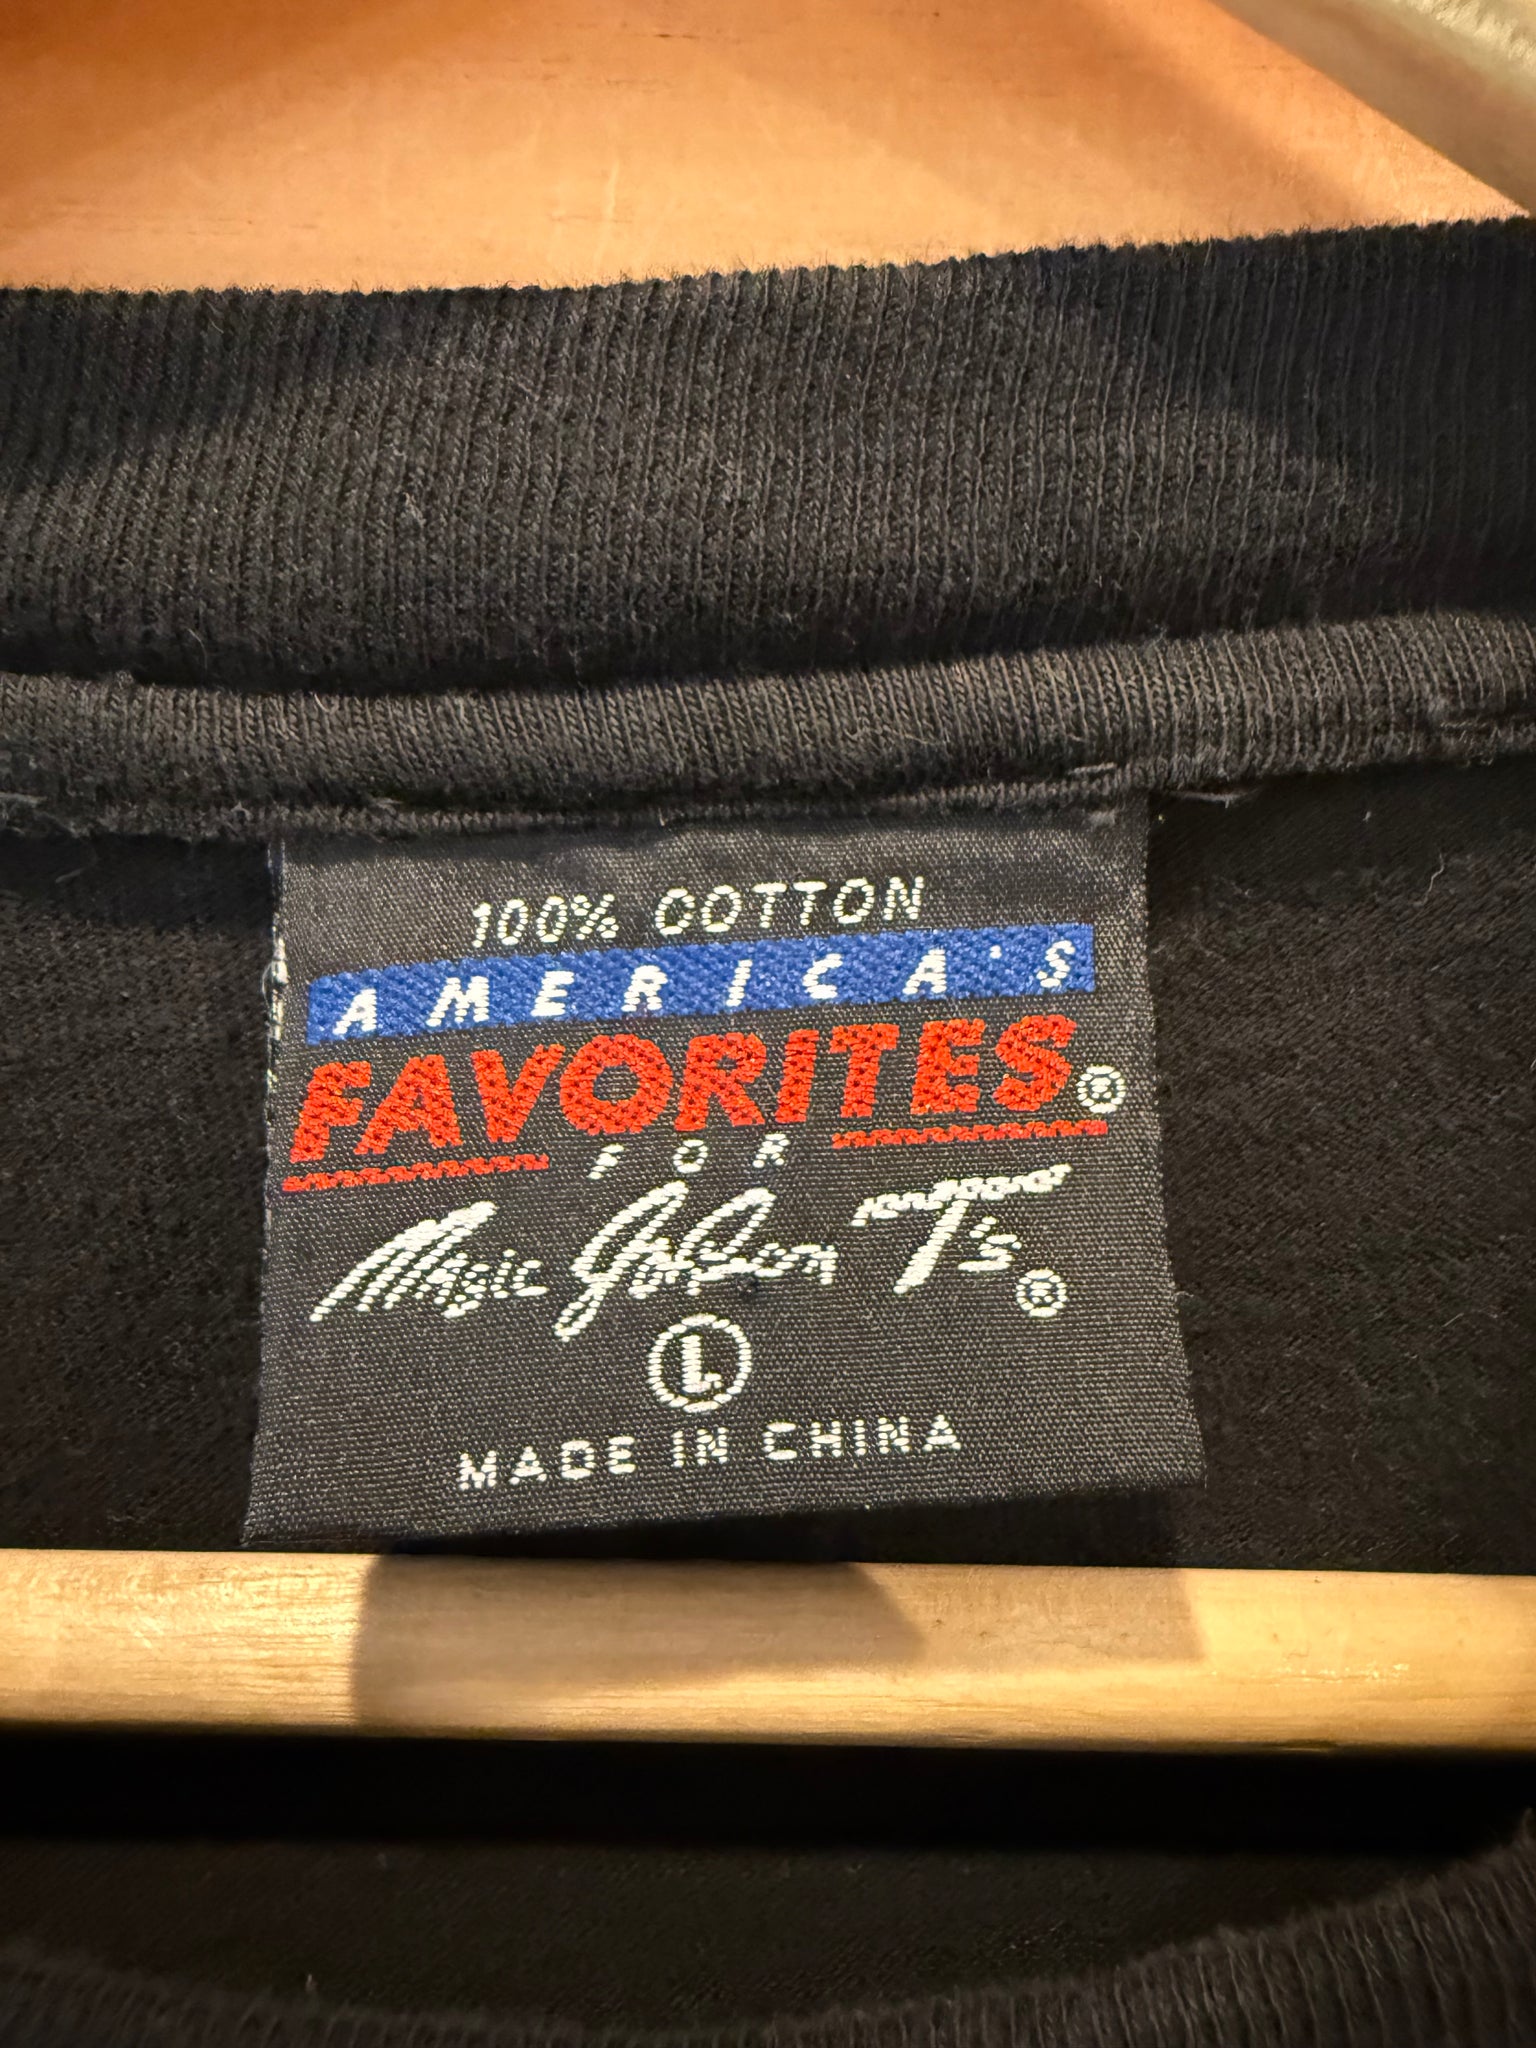 100% COTTON
AMERICA'S
FAVORITES®
FOR
Magic Johnson T's®
L
MADE IN CHINA